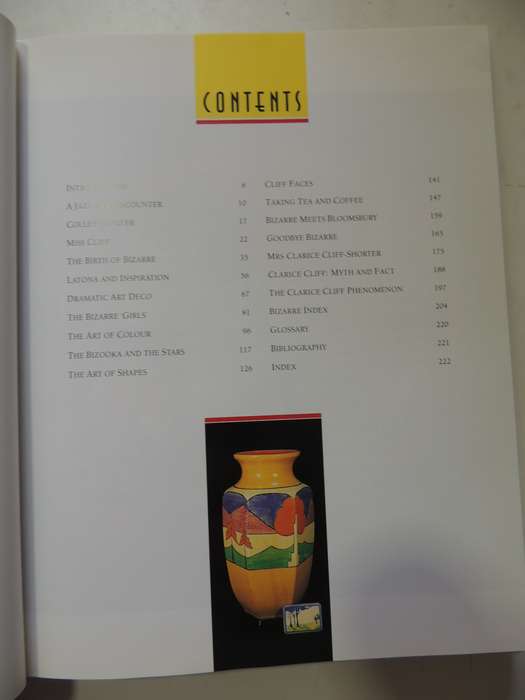 CONTENTS
8
A 10
17
MISS CLIFF 22
THE BIRTH OF BIZARRE 35
LATONA AND INSPIRATION 56
DRAMATIC ART DECO 67
THE BIZARRE 'GIRLS' 81
THE ART OF COLOUR 96
THE BIZOOKA AND THE STARS 117
THE ART OF SHAPES 126
CLIFF FACES 141
TAKING TEA AND COFFEE 147
BIZARRE MEETS BLOOMSBURY 159
GOODBYE BIZARRE 165
MRS CLARICE CLIFF-SHORTER 175
CLARICE CLIFF: MYTH AND FACT 188
THE CLARICE CLIFF PHENOMENON 197
BIZARRE INDEX 204
GLOSSARY 220
BIBLIOGRAPHY 221
INDEX 222